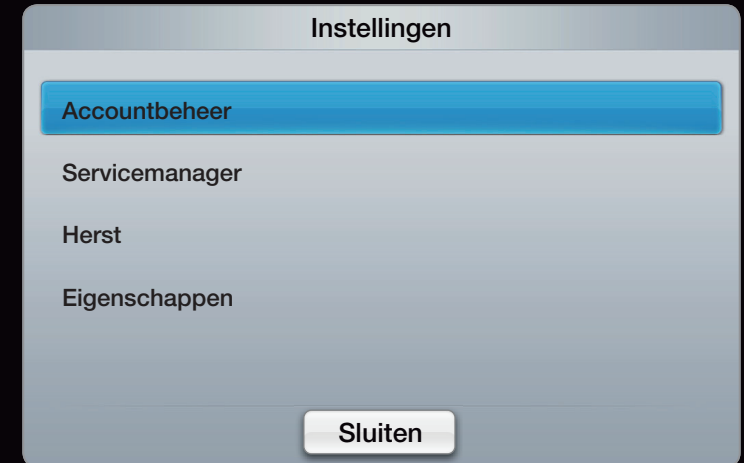 Instellingen
Accountbeheer
Servicemanager
Herst
Eigenschappen
Sluiten